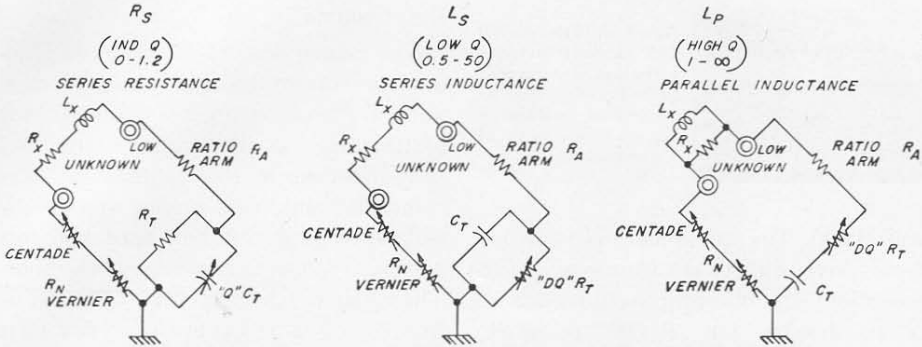 R_S
(IND Q 0-1.2)
SERIES RESISTANCE
L_X
R_X
LOW
UNKNOWN
RATIO ARM R_A
CENTADE
R_T
R_N
VERNIER
"Q" C_T
L_S
(LOW Q 0.5-50)
SERIES INDUCTANCE
L_X
R_X
LOW
UNKNOWN
RATIO ARM R_A
CENTADE
C_T
R_N
VERNIER
"DQ" R_T
L_P
(HIGH Q 1-∞)
PARALLEL INDUCTANCE
L_X
R_X
LOW
UNKNOWN
RATIO ARM R_A
CENTADE
R_N
VERNIER
C_T
"DQ" R_T